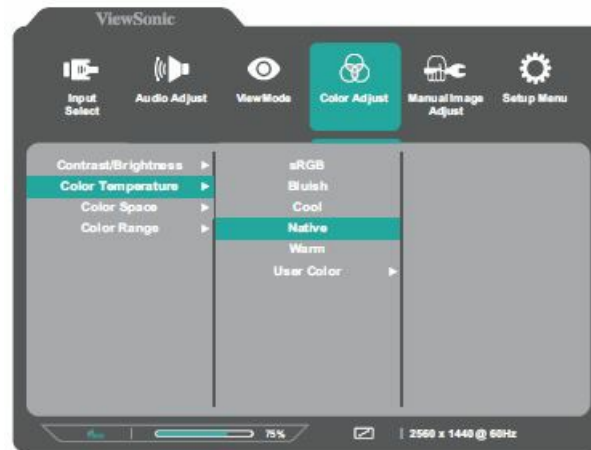 ViewSonic
Input
Select
Audio Adjust
ViewMode
Color Adjust
Manual Image
Adjust
Setup Menu
Contrast/Brightness
Color Temperature
Color Space
Color Range
sRGB
Bluish
Cool
Native
Warm
User Color
75%
2560 x 1440 @ 60Hz